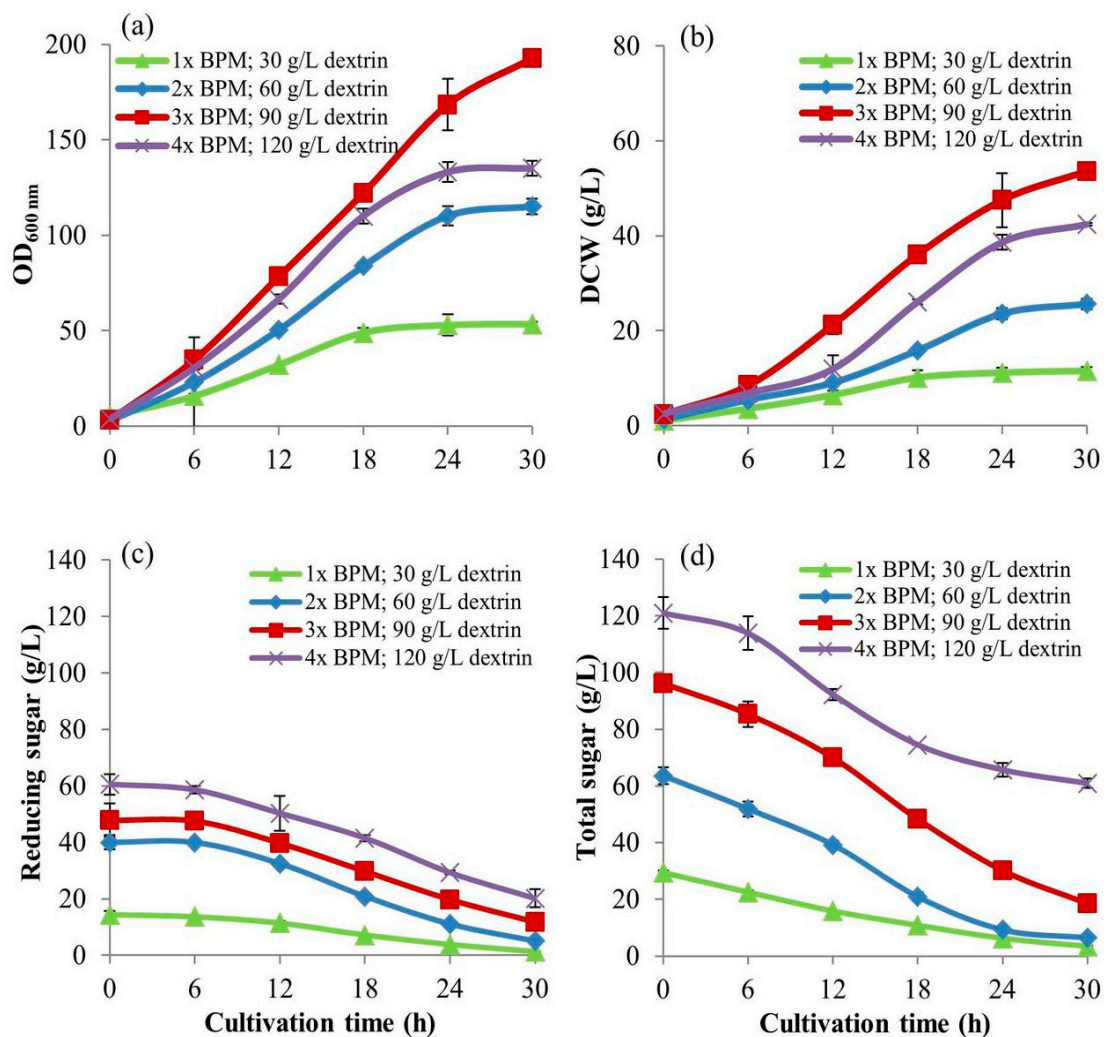 (a)
200
150
100
50
0
OD600 nm
1x BPM; 30 g/L dextrin
2x BPM; 60 g/L dextrin
3x BPM; 90 g/L dextrin
4x BPM; 120 g/L dextrin
0 6 12 18 24 30
(b)
80
60
40
20
0
DCW (g/L)
1x BPM; 30 g/L dextrin
2x BPM; 60 g/L dextrin
3x BPM; 90 g/L dextrin
4x BPM; 120 g/L dextrin
0 6 12 18 24 30
(c)
140
120
100
80
60
40
20
0
Reducing sugar (g/L)
1x BPM; 30 g/L dextrin
2x BPM; 60 g/L dextrin
3x BPM; 90 g/L dextrin
4x BPM; 120 g/L dextrin
0 6 12 18 24 30
Cultivation time (h)
(d)
140
120
100
80
60
40
20
0
Total sugar (g/L)
1x BPM; 30 g/L dextrin
2x BPM; 60 g/L dextrin
3x BPM; 90 g/L dextrin
4x BPM; 120 g/L dextrin
0 6 12 18 24 30
Cultivation time (h)